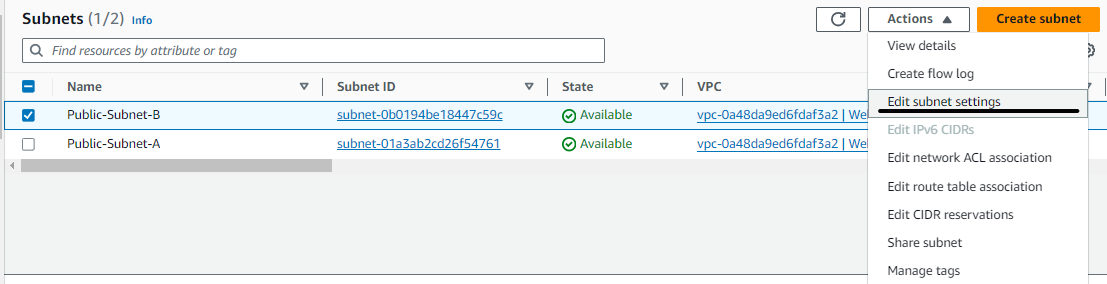 Subnets (1/2) Info
Actions
Create subnet
Find resources by attribute or tag
Name Subnet ID State VPC
Public-Subnet-B subnet-0b0194be18447c59c Available vpc-0a48da9ed6fdaf3a2 | We
Public-Subnet-A subnet-01a3ab2cd26f54761 Available vpc-0a48da9ed6fdaf3a2 | We
View details
Create flow log
Edit subnet settings
Edit IPv6 CIDRs
Edit network ACL association
Edit route table association
Edit CIDR reservations
Share subnet
Manage tags